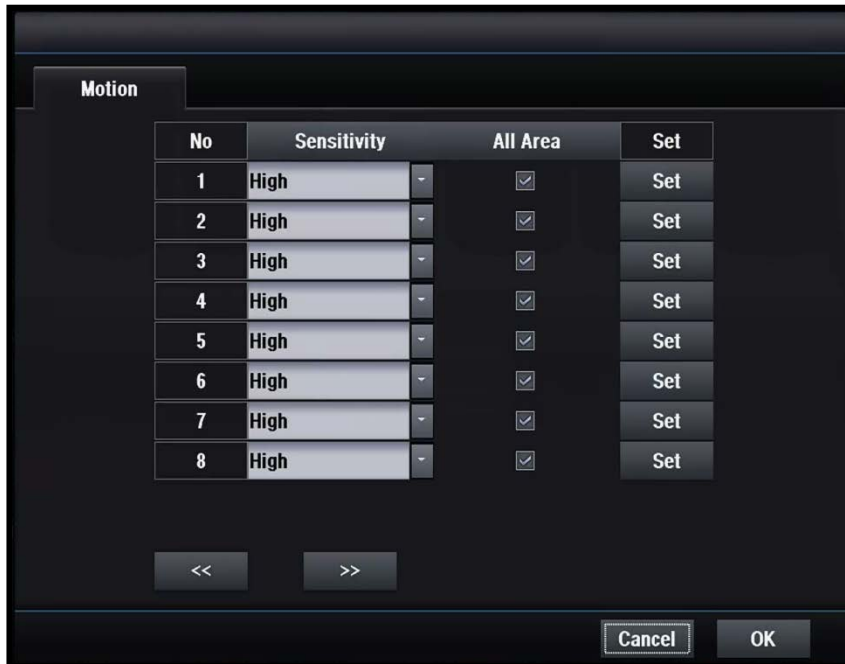 Motion
No Sensitivity All Area Set
1 High Set
2 High Set
3 High Set
4 High Set
5 High Set
6 High Set
7 High Set
8 High Set
<< >>
Cancel OK